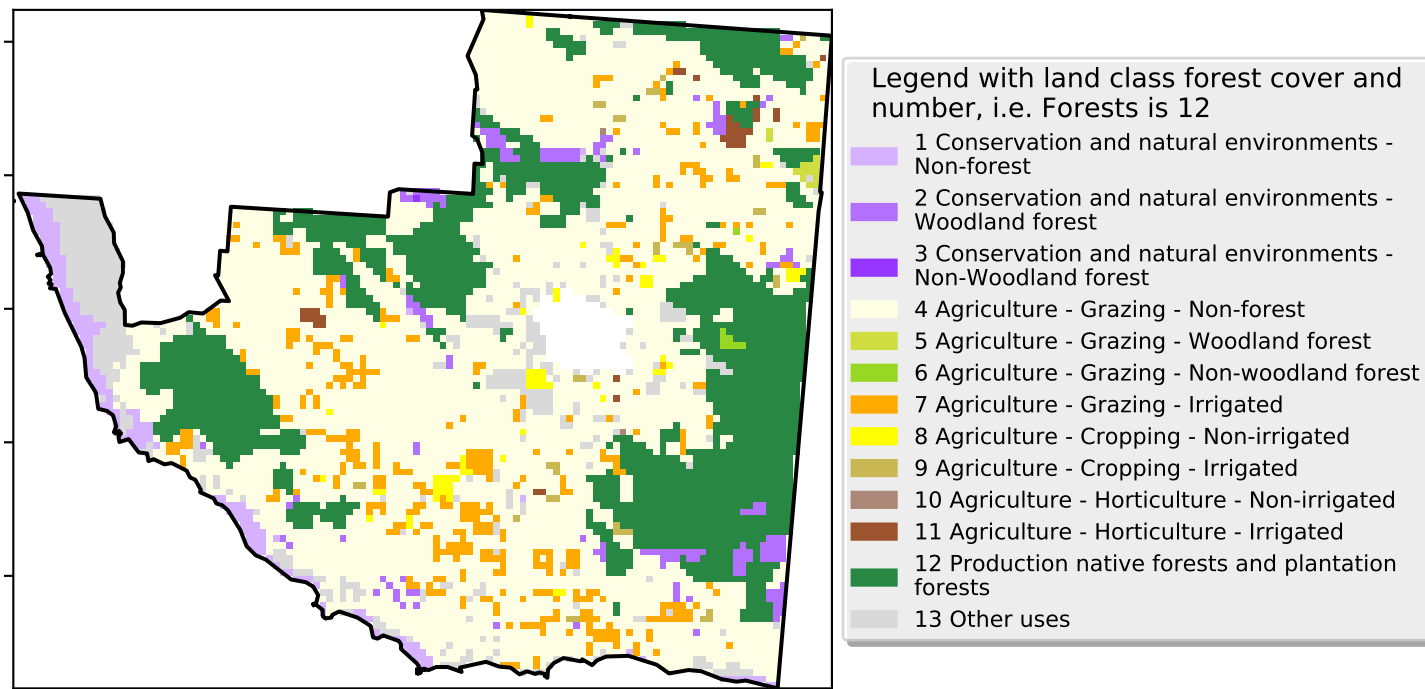 Legend with land class forest cover and
number, i.e. Forests is 12
1 Conservation and natural environments -
Non-forest
2 Conservation and natural environments -
Woodland forest
3 Conservation and natural environments -
Non-Woodland forest
4 Agriculture - Grazing - Non-forest
5 Agriculture - Grazing - Woodland forest
6 Agriculture - Grazing - Non-woodland forest
7 Agriculture - Grazing - Irrigated
8 Agriculture - Cropping - Non-irrigated
9 Agriculture - Cropping - Irrigated
10 Agriculture - Horticulture - Non-irrigated
11 Agriculture - Horticulture - Irrigated
12 Production native forests and plantation
forests
13 Other uses